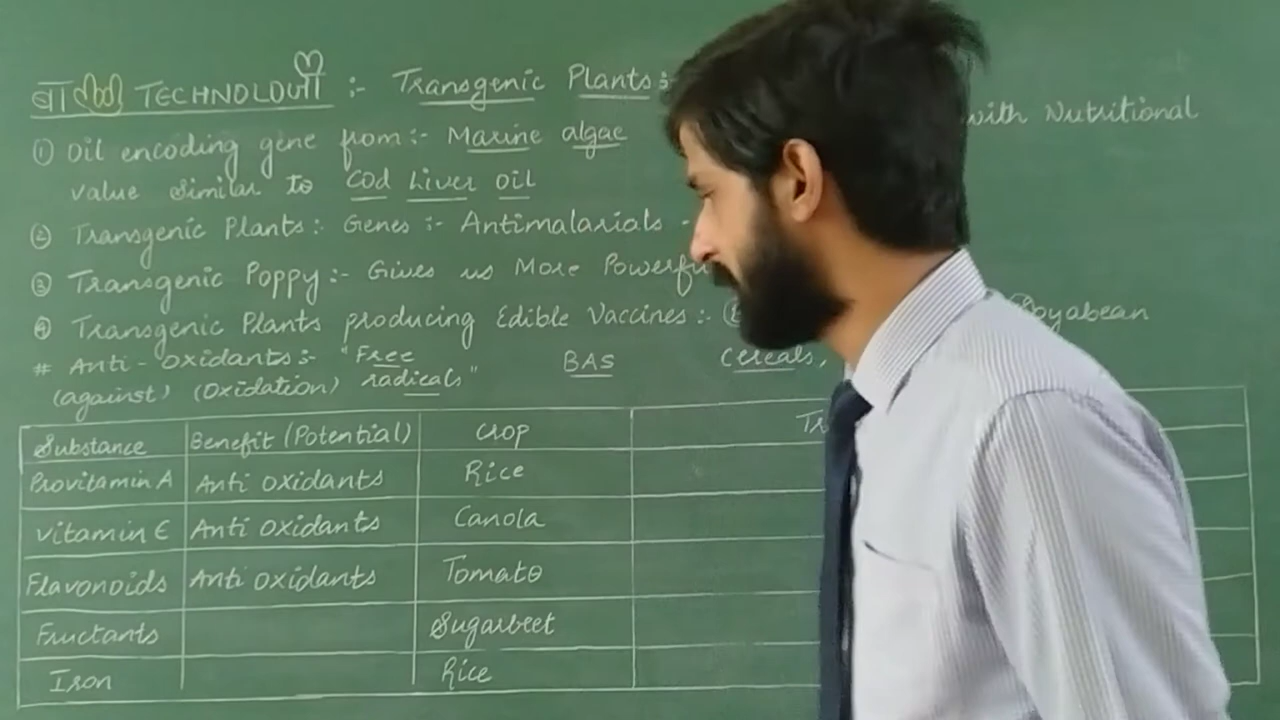 TECHNOLOGY :- Transgenic Plants:-
① Oil encoding gene from:- Marine algae with Nutritional
value similar to Cod Liver Oil
② Transgenic Plants:- Genes:- Antimalarials -
③ Transgenic Poppy:- Gives us More
④ Transgenic Plants producing Edible Vaccines:- Soyabean
# Anti-oxidants:- "Free BAS Cereals,
(against) (Oxidation) radicals"
Substance Benefit (Potential) Crop
Provitamin A Anti oxidants Rice
Vitamin E Anti oxidants Canola
Flavonoids Anti oxidants Tomato
Fructants Sugarbeet
Iron Rice